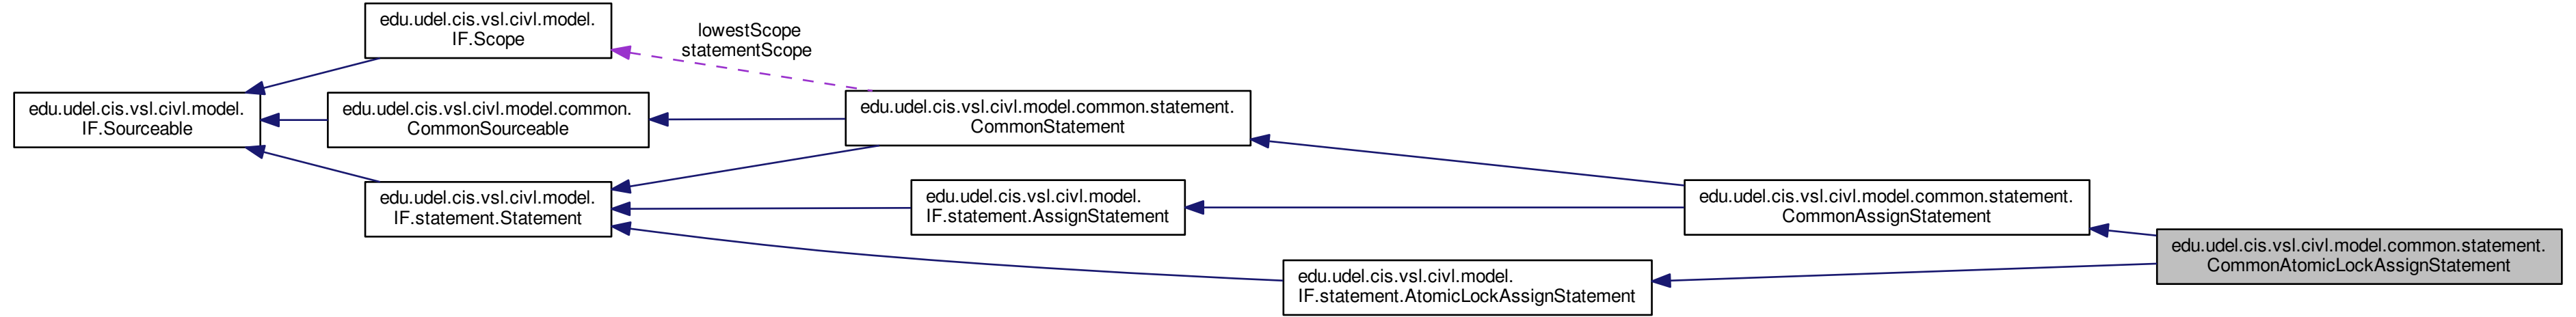 edu.udel.cis.vsl.civl.model.
IF.Scope
lowestScope
statementScope
edu.udel.cis.vsl.civl.model.
IF.Sourceable
edu.udel.cis.vsl.civl.model.common.
CommonSourceable
edu.udel.cis.vsl.civl.model.common.statement.
CommonStatement
edu.udel.cis.vsl.civl.model.
IF.statement.Statement
edu.udel.cis.vsl.civl.model.
IF.statement.AssignStatement
edu.udel.cis.vsl.civl.model.common.statement.
CommonAssignStatement
edu.udel.cis.vsl.civl.model.common.statement.
CommonAtomicLockAssignStatement
edu.udel.cis.vsl.civl.model.
IF.statement.AtomicLockAssignStatement